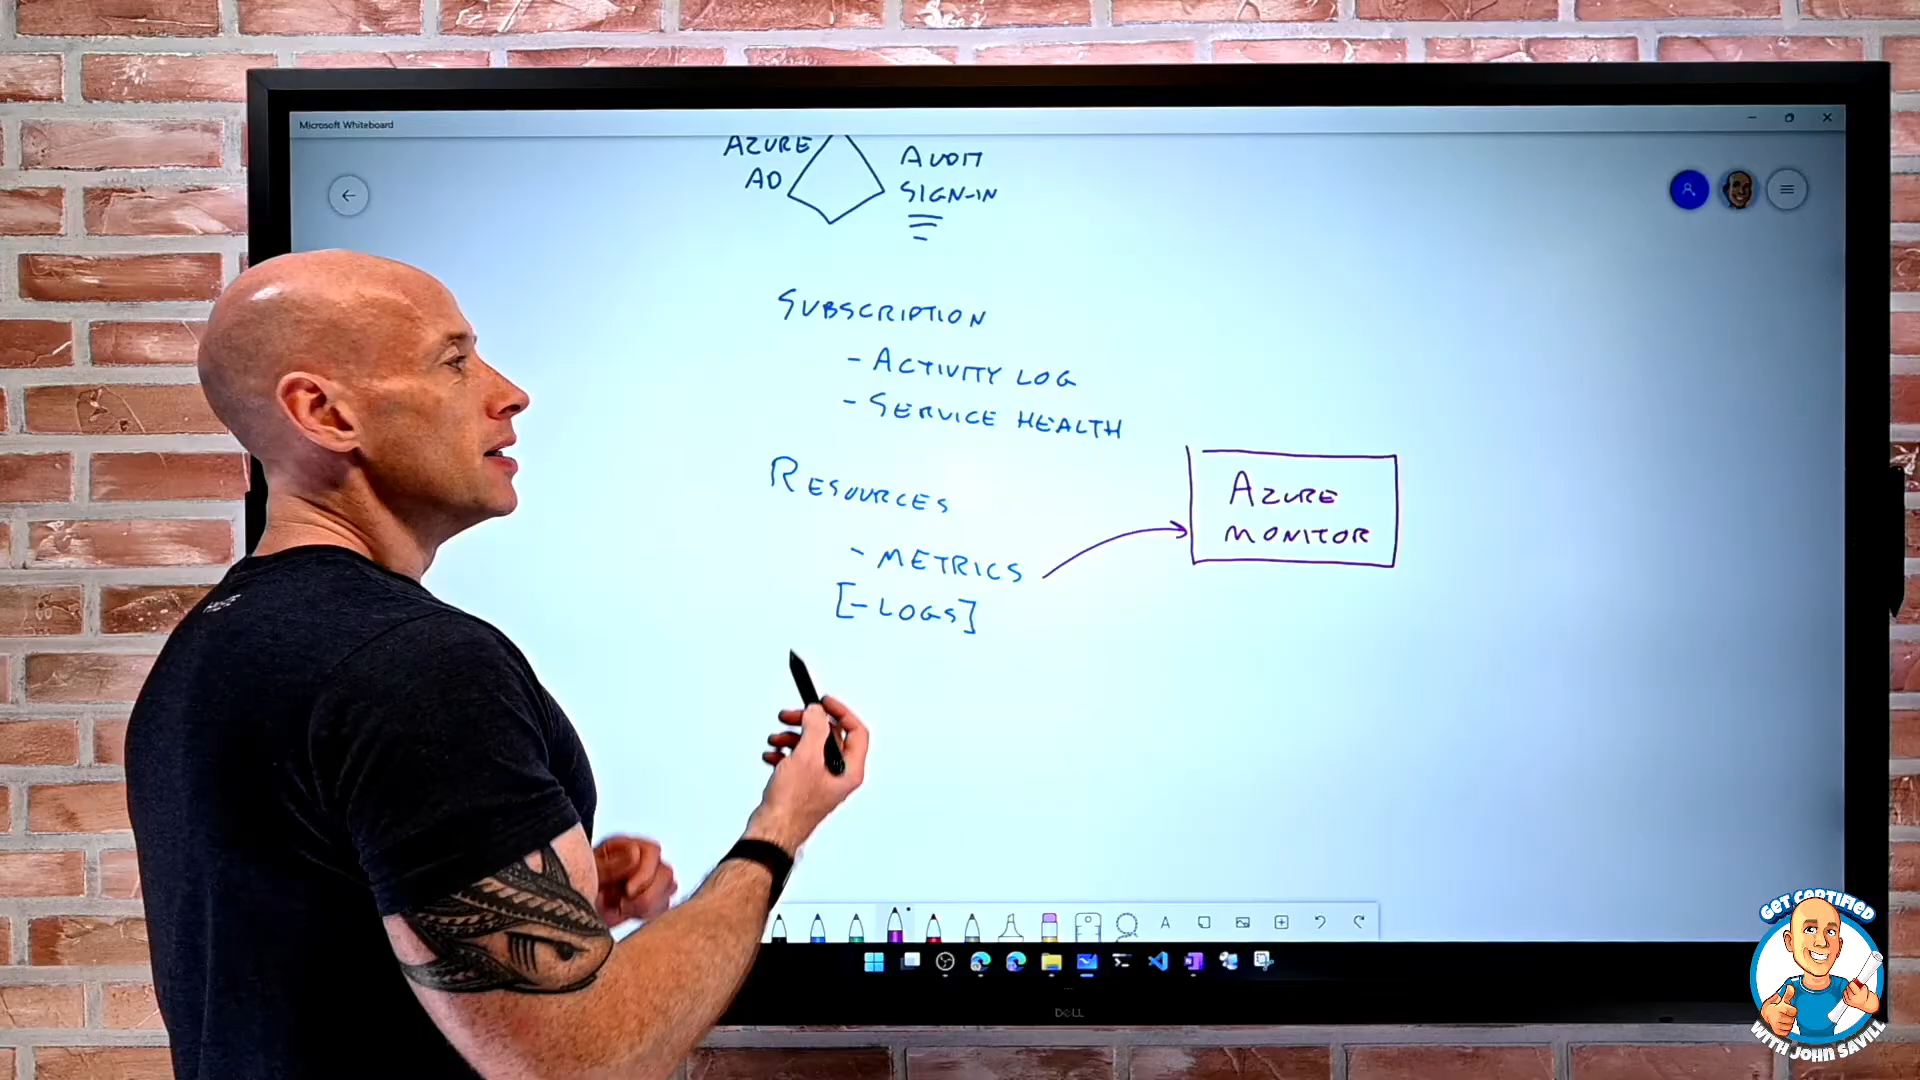 Microsoft Whiteboard
AZURE
AD
AUDIT
SIGN-IN
SUBSCRIPTION
- ACTIVITY LOG
- SERVICE HEALTH
RESOURCES
- METRICS
[- LOGS]
AZURE
MONITOR
DELL
GET CERTIFIED
WITH JOHN SAVILL